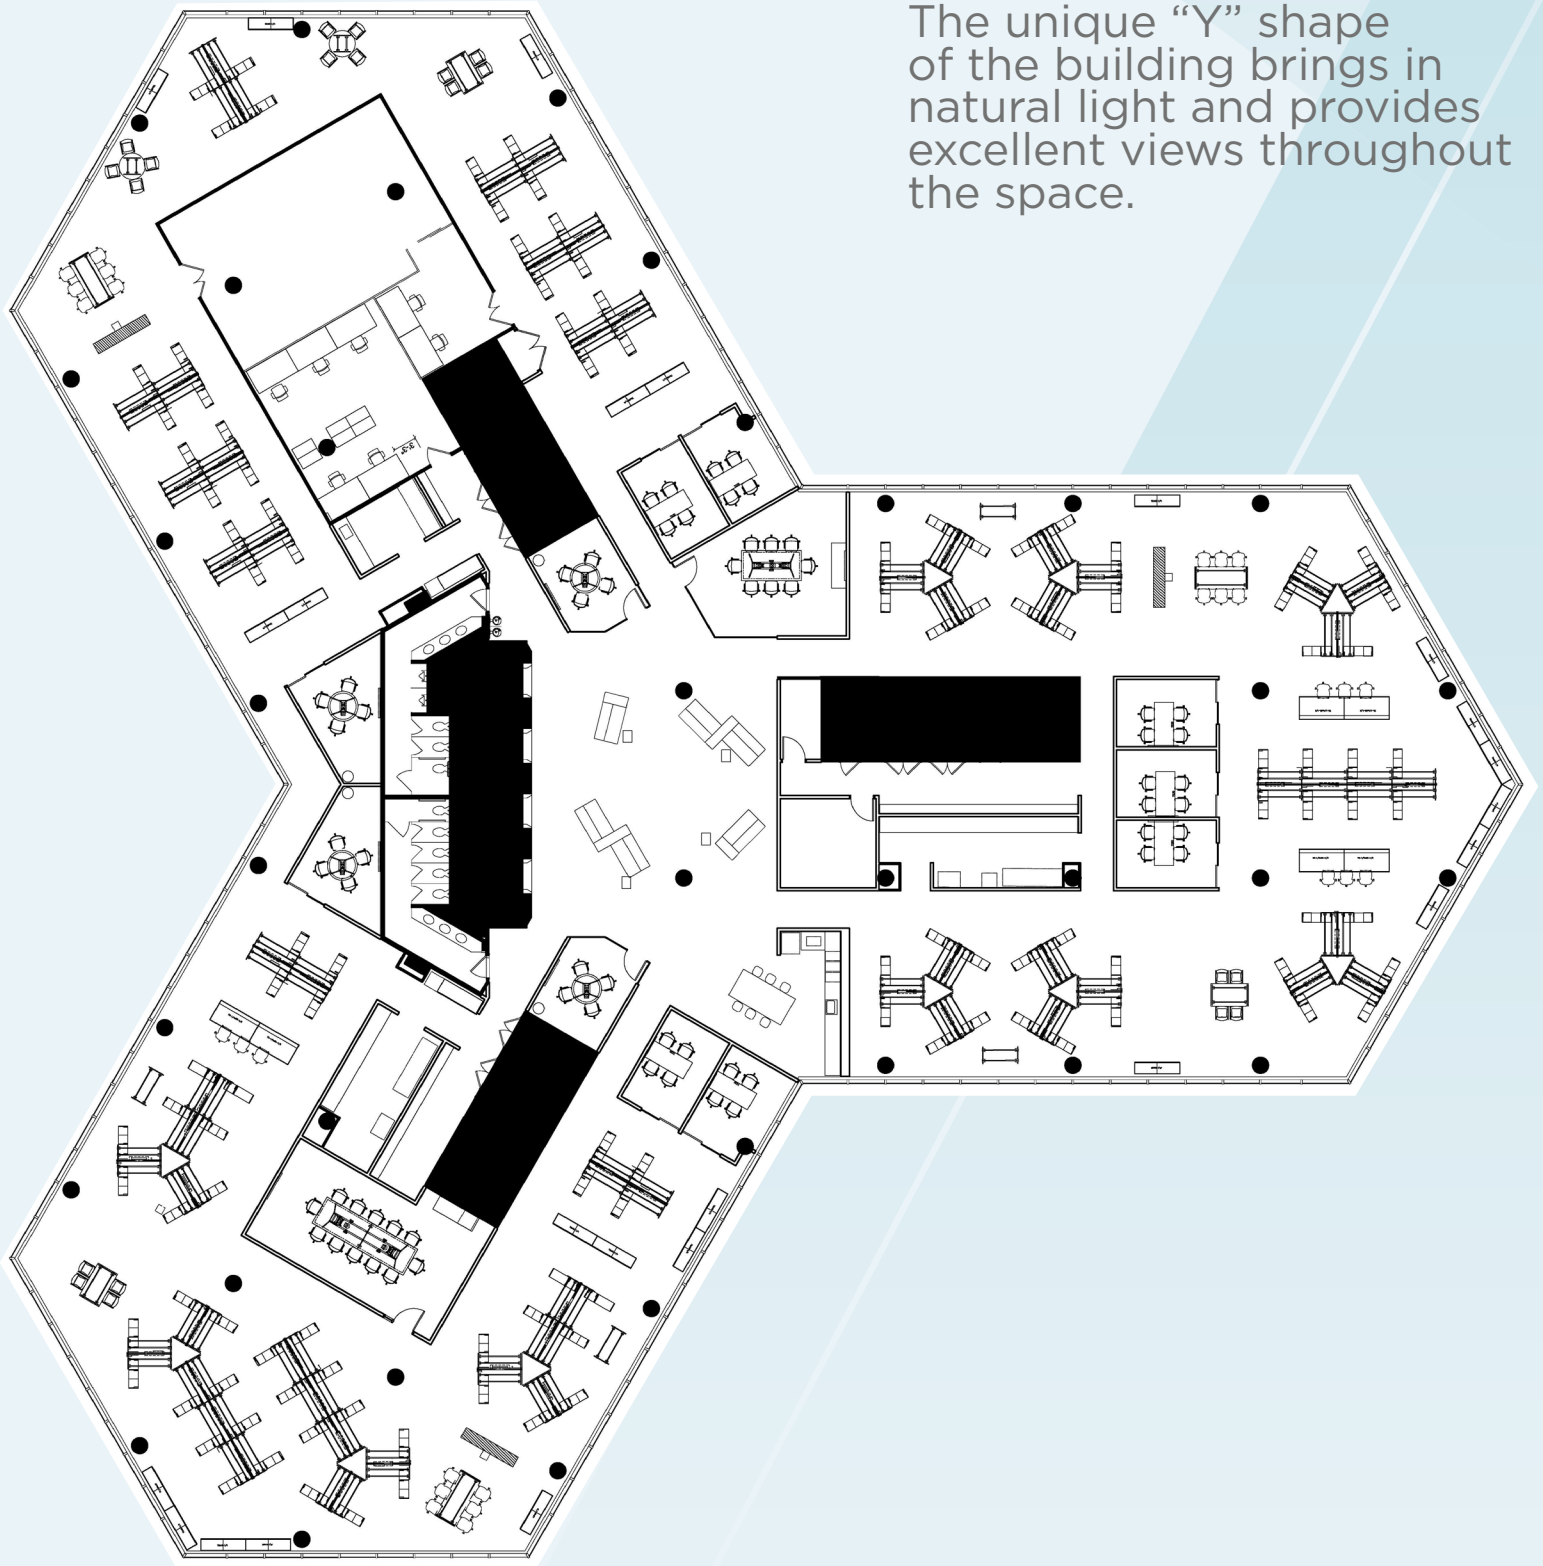 The unique “Y” shape
of the building brings in
natural light and provides
excellent views throughout
the space.